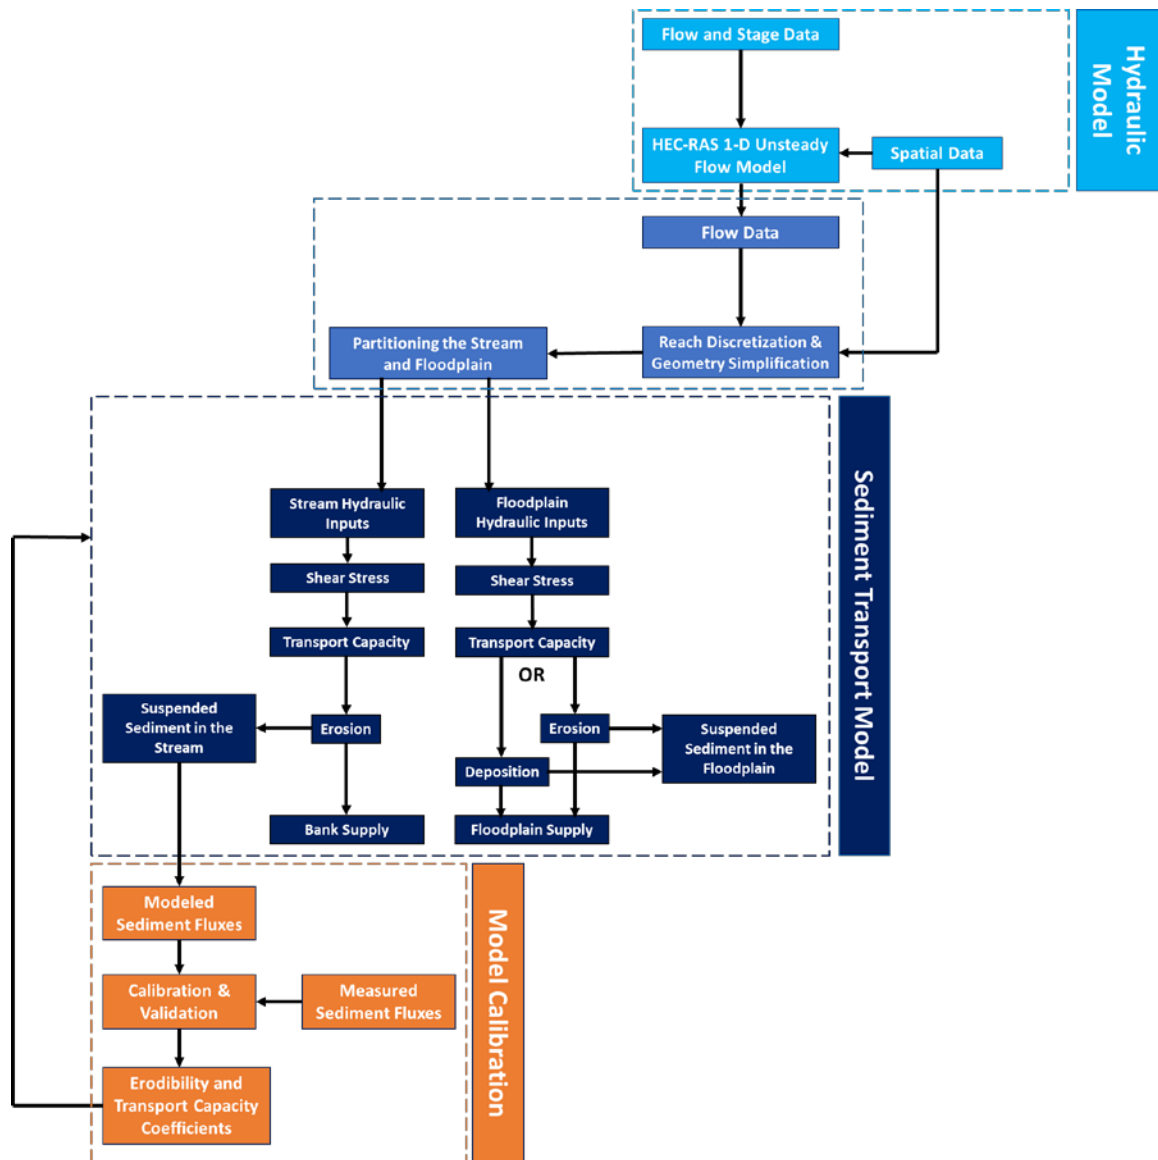 Flow and Stage Data
Hydraulic
Model
HEC-RAS 1-D Unsteady
Flow Model
Spatial Data
Flow Data
Partitioning the Stream
and Floodplain
Reach Discretization &
Geometry Simplification
Sediment Transport Model
Stream Hydraulic
Inputs
Floodplain
Hydraulic Inputs
Shear Stress
Shear Stress
Transport Capacity
Transport Capacity
OR
Suspended
Sediment in the
Stream
Erosion
Erosion
Suspended
Sediment in the
Floodplain
Deposition
Bank Supply
Floodplain Supply
Modeled
Sediment Fluxes
Model Calibration
Calibration &
Validation
Measured
Sediment Fluxes
Erodibility and
Transport Capacity
Coefficients